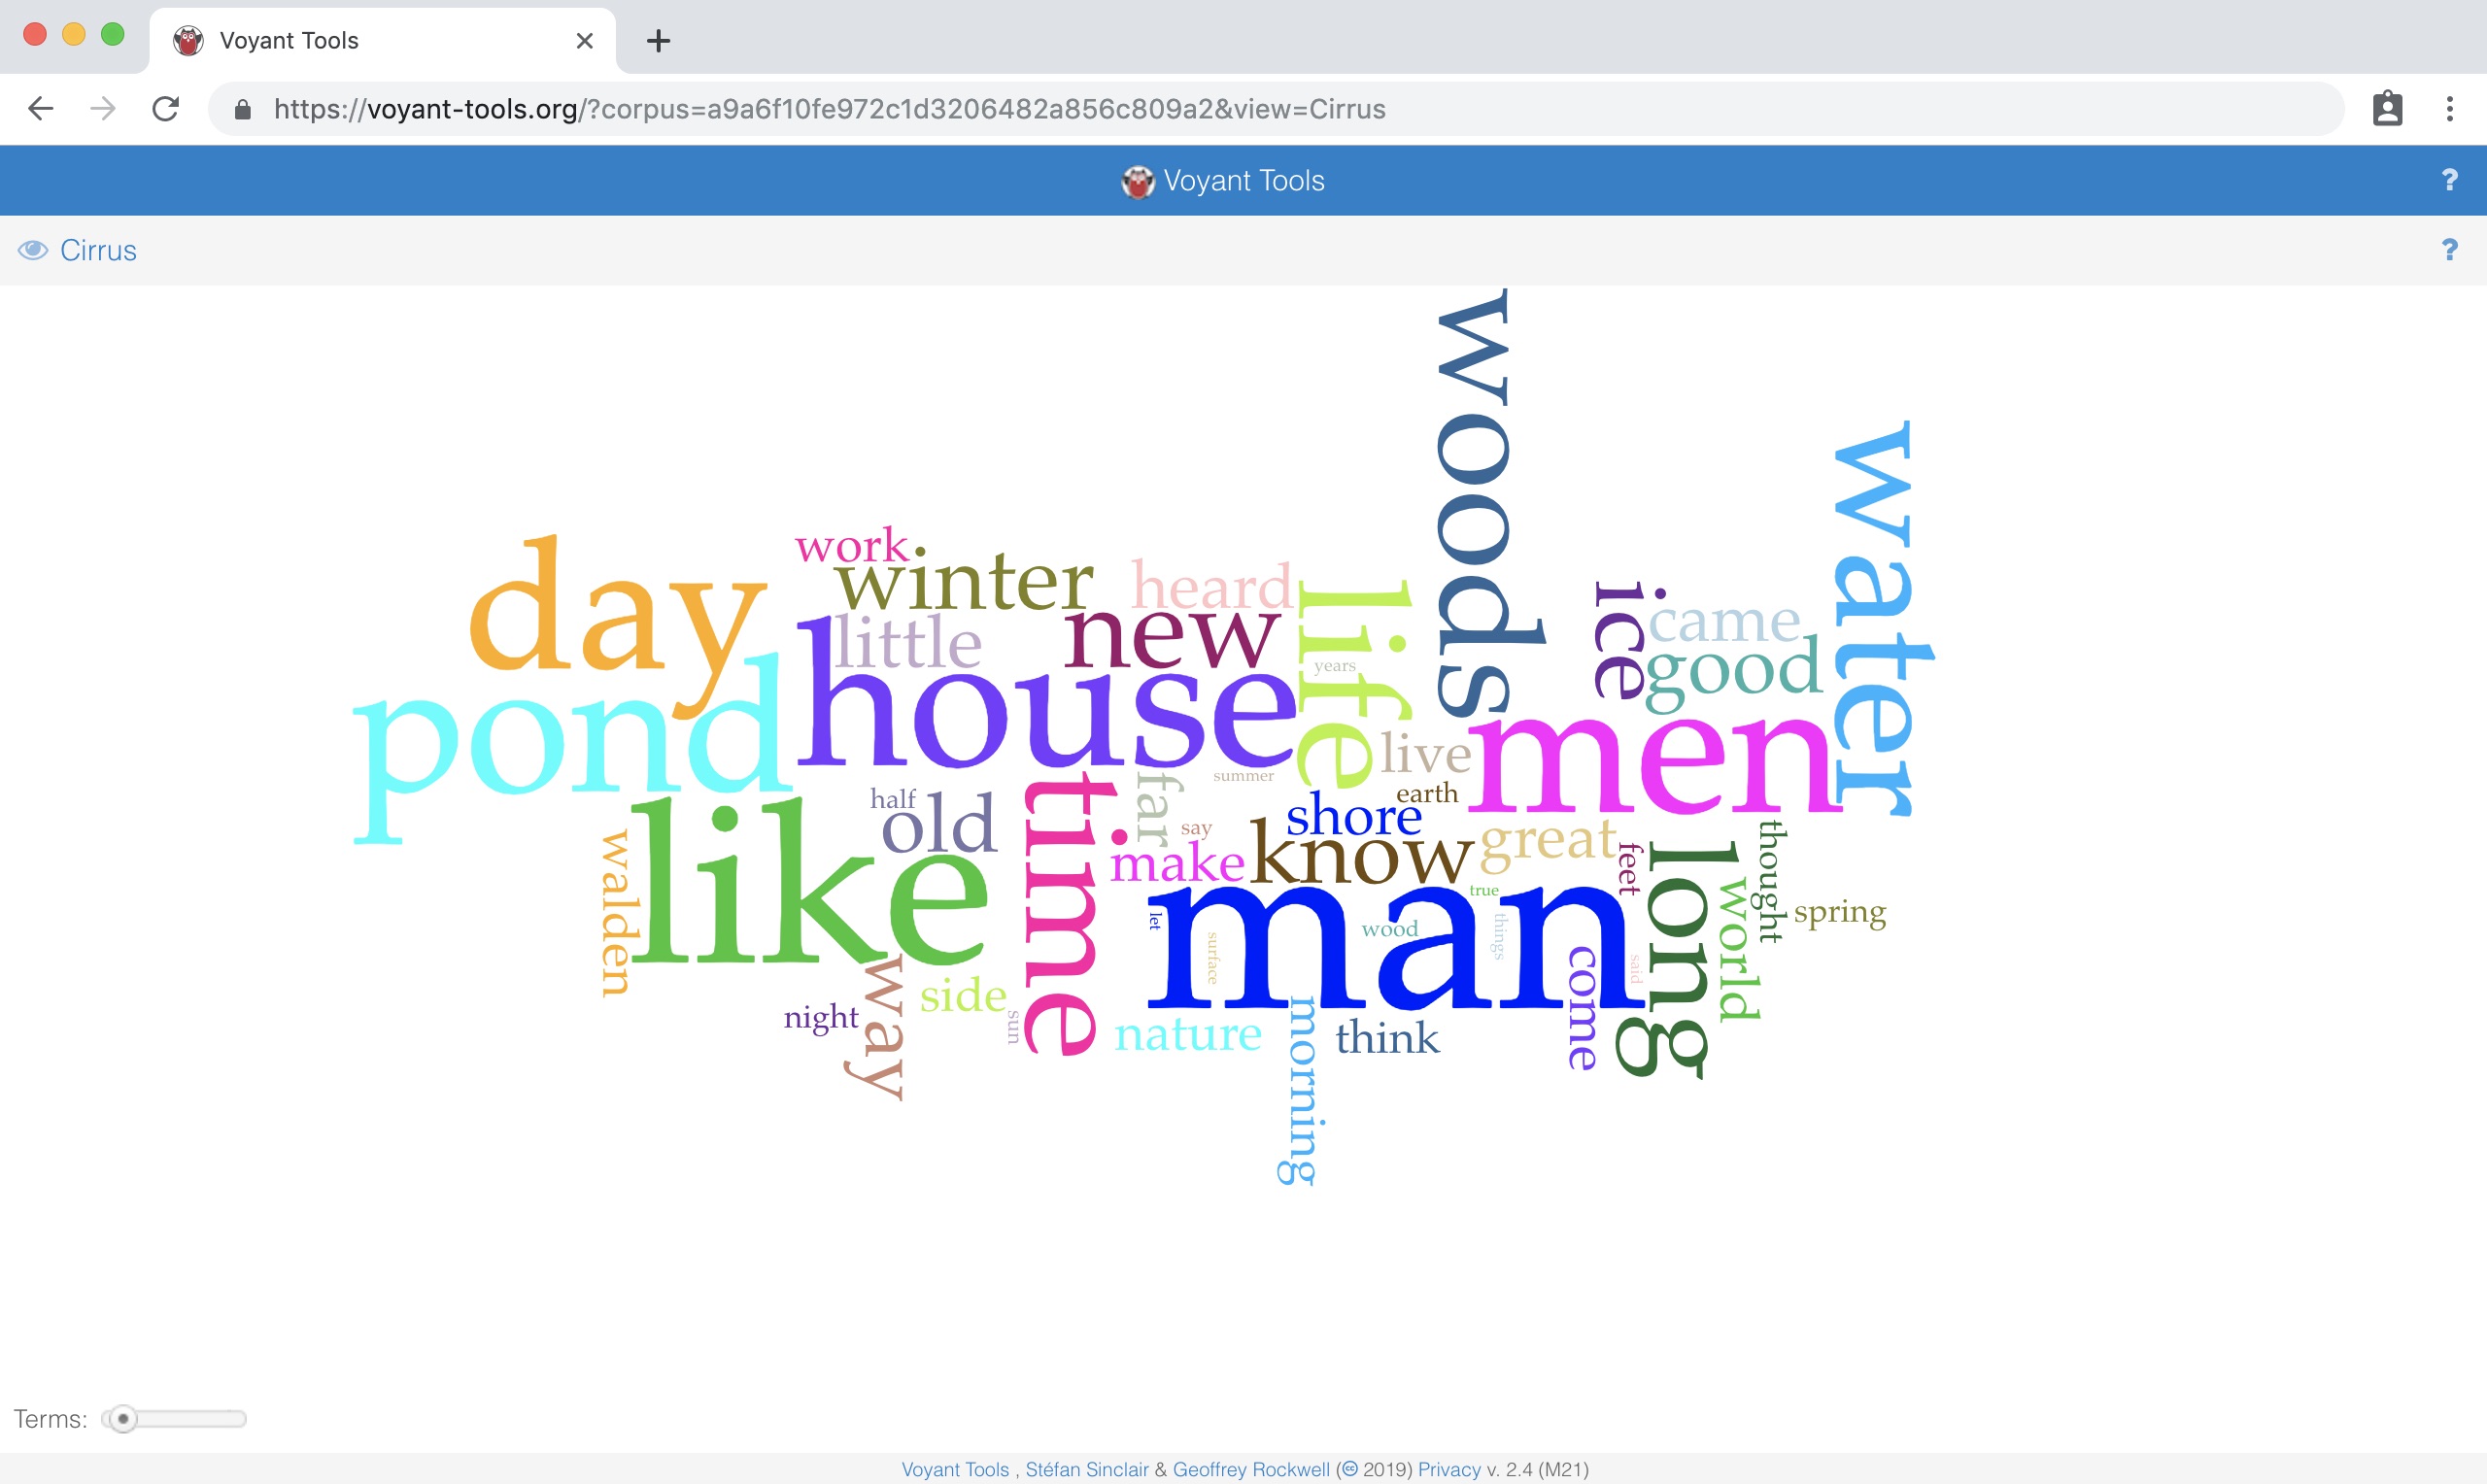 Voyant Tools
https://voyant-tools.org/?corpus=a9a6f10fe972c1d3206482a856c809a2&view=Cirrus
Voyant Tools
?
Cirrus
?
woods
water
day
work
winter
heard
life
ice
came
little
new
good
pond
house
years
men
live
time
far
summer
earth
half
old
shore
like
say
make
know
great
walden
feet
long
thought
world
spring
man
let
true
surface
wood
things
said
come
way
side
night
sun
nature
think
morning
Terms:
Voyant Tools , Stéfan Sinclair & Geoffrey Rockwell (cc 2019) Privacy v. 2.4 (M21)